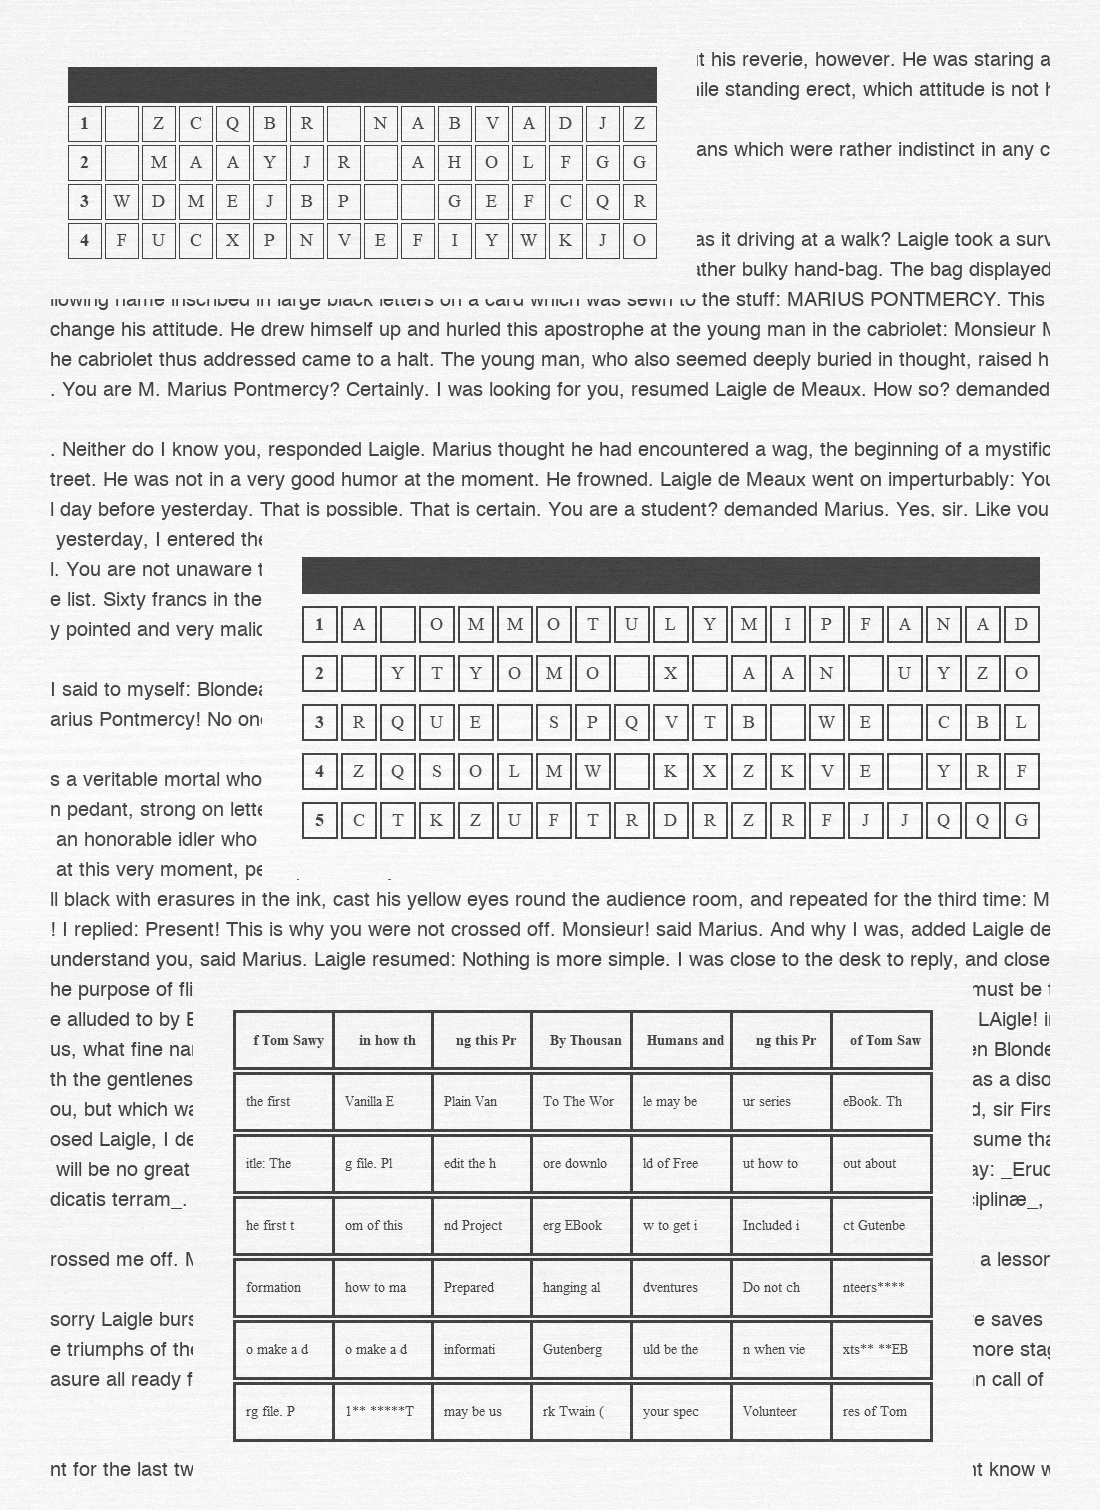 t his reverie, however. He was staring a
ile standing erect, which attitude is not
ans which were rather indistinct in any c
as it driving at a walk? Laigle took a surv
ather bulky hand-bag. The bag displayed
1 Z C Q B R N A B V A D J Z
2 M A A Y J R A H O L F G G
3 W D M E J B P G E F C Q R
4 F U C X P N V E F I Y W K J O
llowing name inscribed in large black letters on a card which was sewn to the stuff: MARIUS PONTMERCY. This
change his attitude. He drew himself up and hurled this apostrophe at the young man in the cabriolet: Monsieur M
he cabriolet thus addressed came to a halt. The young man, who also seemed deeply buried in thought, raised h
. You are M. Marius Pontmercy? Certainly. I was looking for you, resumed Laigle de Meaux. How so? demanded
. Neither do I know you, responded Laigle. Marius thought he had encountered a wag, the beginning of a mystific
treet. He was not in a very good humor at the moment. He frowned. Laigle de Meaux went on imperturbably: You
l day before yesterday. That is possible. That is certain. You are a student? demanded Marius. Yes, sir. Like you
yesterday, I entered the
l. You are not unaware t
e list. Sixty francs in the
y pointed and very malic
I said to myself: Blondea
arius Pontmercy! No one
s a veritable mortal who
n pedant, strong on lette
an honorable idler who
at this very moment, pe
1 A O M M O T U L Y M I P F A N A D
2 Y T Y O M O X A A N U Y Z O
3 R Q U E S P Q V T B W E C B L
4 Z Q S O L M W K X Z K V E Y R F
5 C T K Z U F T R D R Z R F J J Q Q G
ll black with erasures in the ink, cast his yellow eyes round the audience room, and repeated for the third time: M
! I replied: Present! This is why you were not crossed off. Monsieur! said Marius. And why I was, added Laigle de
understand you, said Marius. Laigle resumed: Nothing is more simple. I was close to the desk to reply, and close
he purpose of fli must be
e alluded to by LAigle! i
us, what fine nar en Blonde
th the gentlenes as a diso
ou, but which wa d, sir Firs
osed Laigle, I de sume tha
will be no great ay: _Erud
dicatis terram_. ciplinæ_,
rossed me off. a lesson
sorry Laigle burs e saves
e triumphs of the more stag
asure all ready f n call of
nt for the last tw t know w
f Tom Sawy in how th ng this Pr By Thousan Humans and ng this Pr of Tom Saw
the first Vanilla E Plain Van To The Wor le may be ur series eBook. Th
itle: The g file. Pl edit the h ore downlo ld of Free ut how to out about
he first t om of this nd Project erg EBook w to get i Included i ct Gutenbe
formation how to ma Prepared hanging al dventures Do not ch nteers****
o make a d o make a d informati Gutenberg uld be the n when vie xts** **EB
rg file. P 1** *****T may be us rk Twain ( your spec Volunteer res of Tom